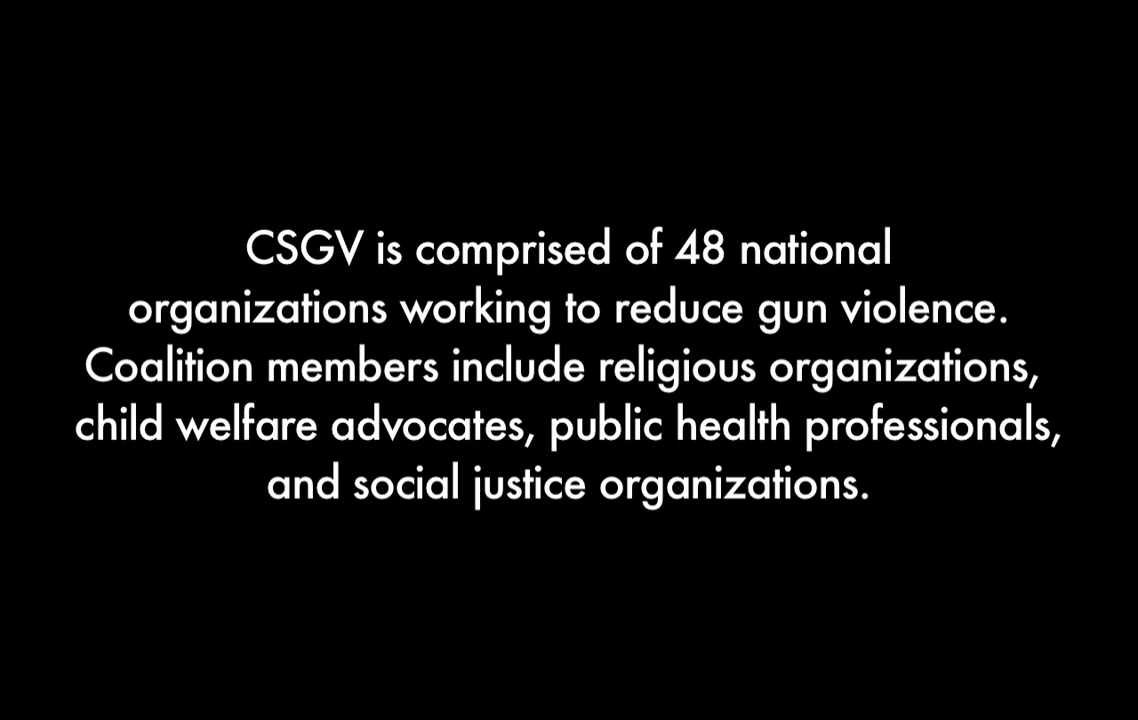 CSGV is comprised of 48 national
organizations working to reduce gun violence.
Coalition members include religious organizations,
child welfare advocates, public health professionals,
and social justice organizations.